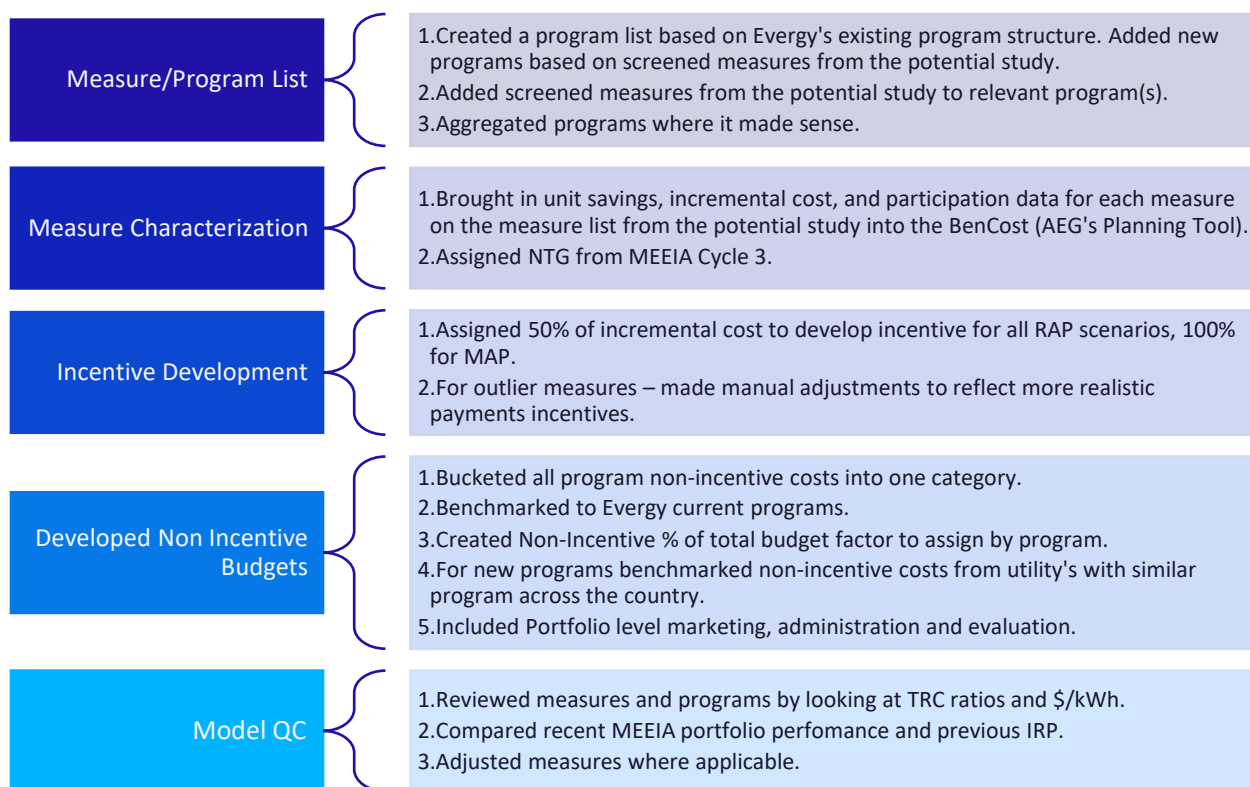 Measure/Program List
1.Created a program list based on Evergy's existing program structure. Added new
programs based on screened measures from the potential study.
2.Added screened measures from the potential study to relevant program(s).
3.Aggregated programs where it made sense.
Measure Characterization
1.Brought in unit savings, incremental cost, and participation data for each measure
on the measure list from the potential study into the BenCost (AEG's Planning Tool).
2.Assigned NTG from MEEIA Cycle 3.
Incentive Development
1.Assigned 50% of incremental cost to develop incentive for all RAP scenarios, 100%
for MAP.
2.For outlier measures – made manual adjustments to reflect more realistic
payments incentives.
Developed Non Incentive
Budgets
1.Bucketed all program non-incentive costs into one category.
2.Benchmarked to Evergy current programs.
3.Created Non-Incentive % of total budget factor to assign by program.
4.For new programs benchmarked non-incentive costs from utility's with similar
program across the country.
5.Included Portfolio level marketing, administration and evaluation.
Model QC
1.Reviewed measures and programs by looking at TRC ratios and $/kWh.
2.Compared recent MEEIA portfolio perfomance and previous IRP.
3.Adjusted measures where applicable.